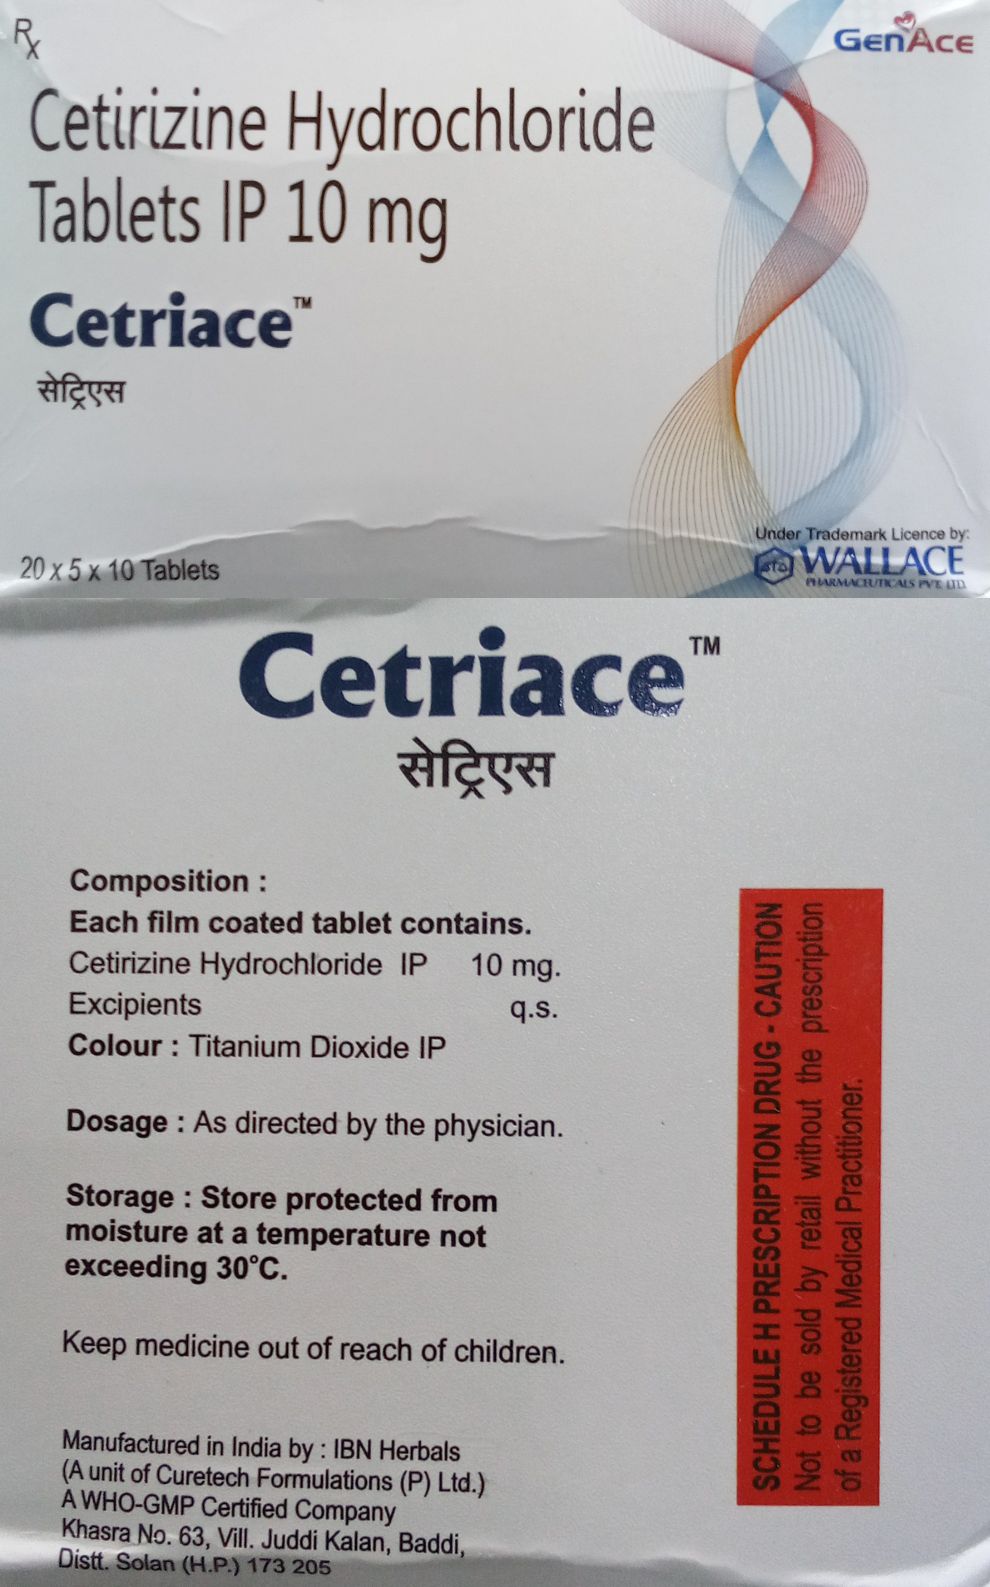 Rx
GenAce
Cetirizine Hydrochloride
Tablets IP 10 mg
Cetriace™
सेट्रिएस
20 x 5 x 10 Tablets
Under Trademark Licence by:
WALLACE
PHARMACEUTICALS PVT. LTD.
Cetriace™
सेट्रिएस
Composition :
Each film coated tablet contains.
Cetirizine Hydrochloride IP 10 mg.
Excipients q.s.
Colour : Titanium Dioxide IP
Dosage : As directed by the physician.
Storage : Store protected from
moisture at a temperature not
exceeding 30°C.
Keep medicine out of reach of children.
Manufactured in India by : IBN Herbals
(A unit of Curetech Formulations (P) Ltd.)
A WHO-GMP Certified Company
Khasra No. 63, Vill. Juddi Kalan, Baddi,
Distt. Solan (H.P.) 173 205
SCHEDULE H PRESCRIPTION DRUG - CAUTION
Not to be sold by retail without the prescription
of a Registered Medical Practitioner.